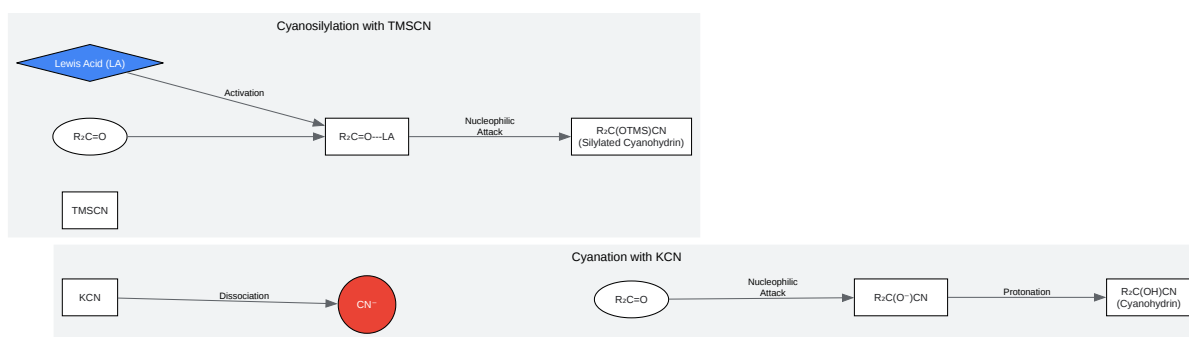 Cyanosilylation with TMSCN
Lewis Acid (LA)
Activation
R₂C=O
R₂C=O---LA
Nucleophilic
Attack
R₂C(OTMS)CN
(Silylated Cyanohydrin)
TMSCN
Cyanation with KCN
KCN
Dissociation
CN⁻
R₂C=O
Nucleophilic
Attack
R₂C(O⁻)CN
Protonation
R₂C(OH)CN
(Cyanohydrin)